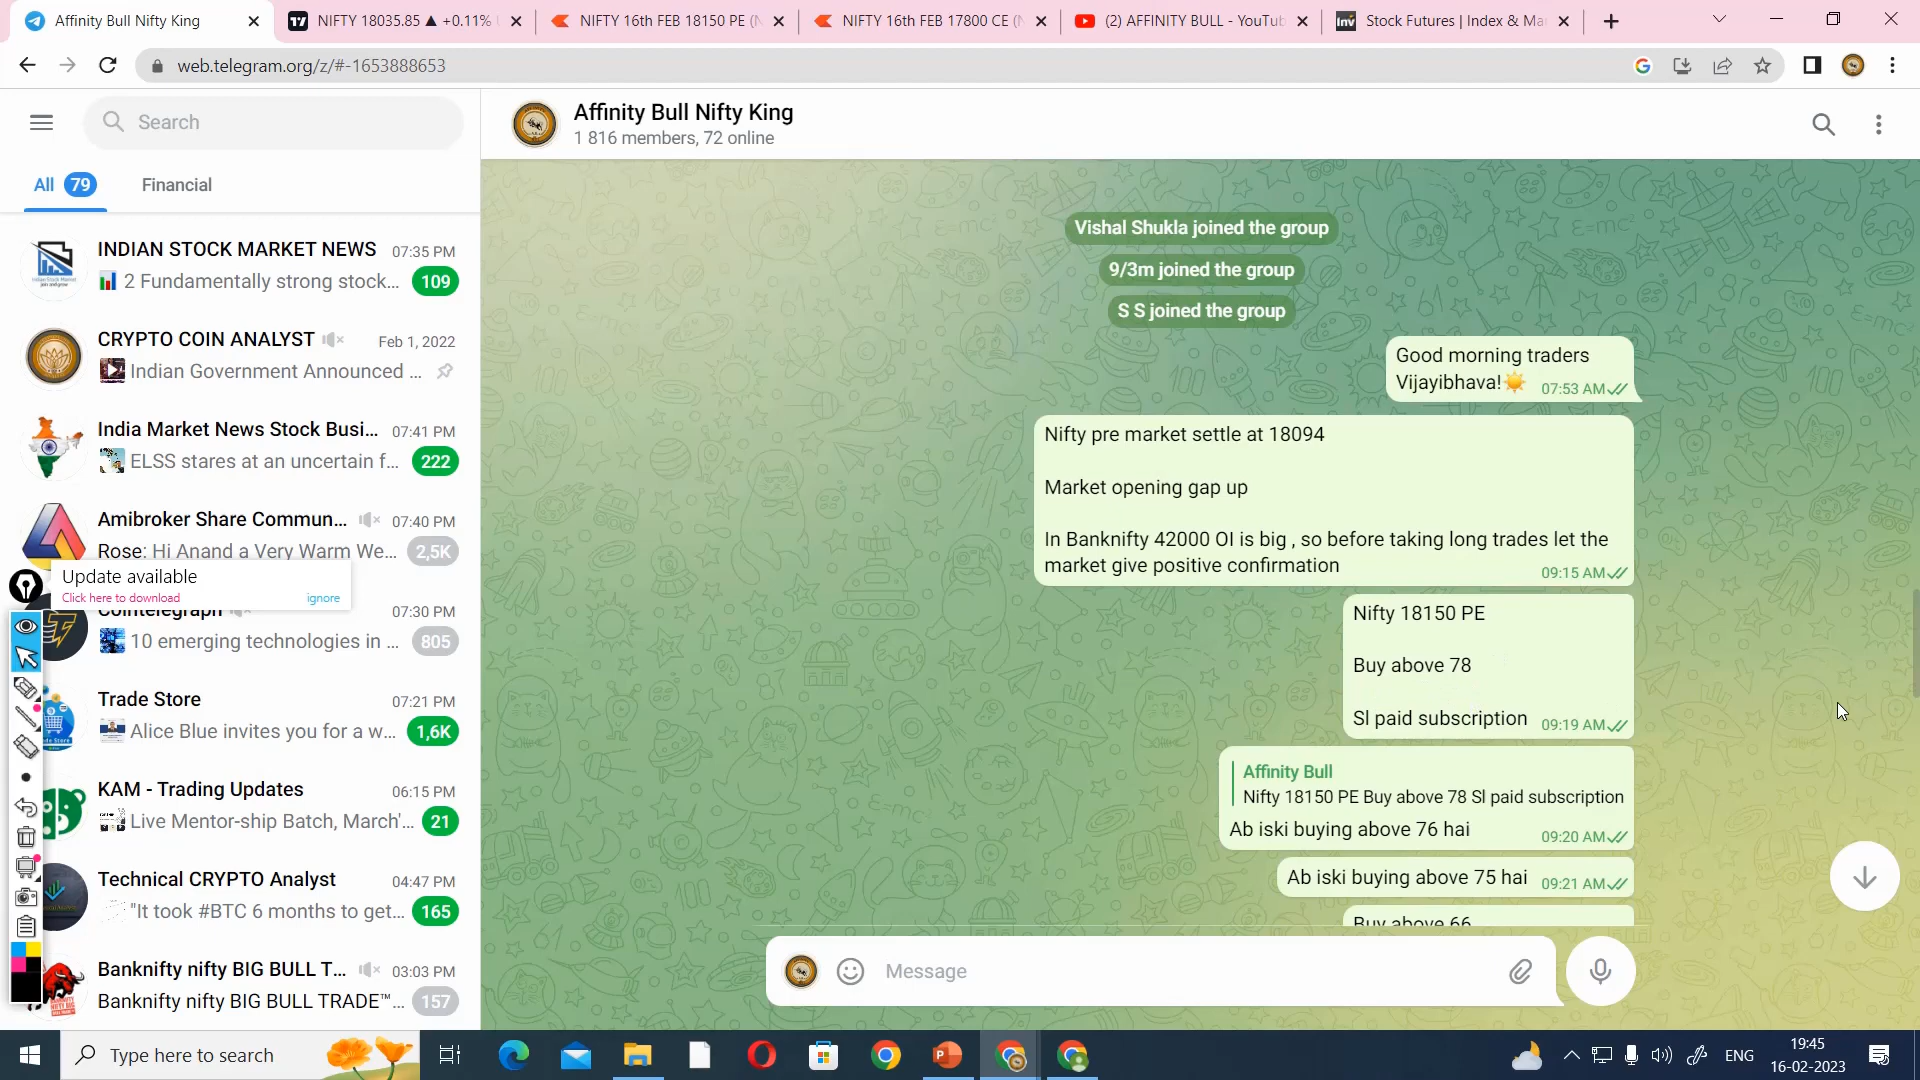 Affinity Bull Nifty King
NIFTY 18035.85 ▲ +0.11%
NIFTY 16th FEB 18150 PE (N
NIFTY 16th FEB 17800 CE (N
(2) AFFINITY BULL - YouTub
Stock Futures | Index & Ma
web.telegram.org/z/#-1653888653
Search
All 79
Financial
INDIAN STOCK MARKET NEWS 07:35 PM
2 Fundamentally strong stock... 109
CRYPTO COIN ANALYST Feb 1, 2022
Indian Government Announced ...
India Market News Stock Busi... 07:41 PM
ELSS stares at an uncertain f... 222
Amibroker Share Commun... 07:40 PM
Rose: Hi Anand a Very Warm We... 2,5K
Update available
Click here to download ignore
Cointelegraph 07:30 PM
10 emerging technologies in ... 805
Trade Store 07:21 PM
Alice Blue invites you for a w... 1,6K
KAM - Trading Updates 06:15 PM
Live Mentor-ship Batch, March'... 21
Technical CRYPTO Analyst 04:47 PM
"It took #BTC 6 months to get... 165
Banknifty nifty BIG BULL T... 03:03 PM
Banknifty nifty BIG BULL TRADE™... 157
Affinity Bull Nifty King
1 816 members, 72 online
Vishal Shukla joined the group
9/3m joined the group
S S joined the group
Good morning traders
Vijayibhava!☀️ 07:53 AM
Nifty pre market settle at 18094
Market opening gap up
In Banknifty 42000 OI is big , so before taking long trades let the
market give positive confirmation
09:15 AM
Nifty 18150 PE
Buy above 78
Sl paid subscription 09:19 AM
Affinity Bull
Nifty 18150 PE Buy above 78 Sl paid subscription
Ab iski buying above 76 hai 09:20 AM
Ab iski buying above 75 hai 09:21 AM
Buy above 66
Message
Type here to search
ENG
19:45
16-02-2023